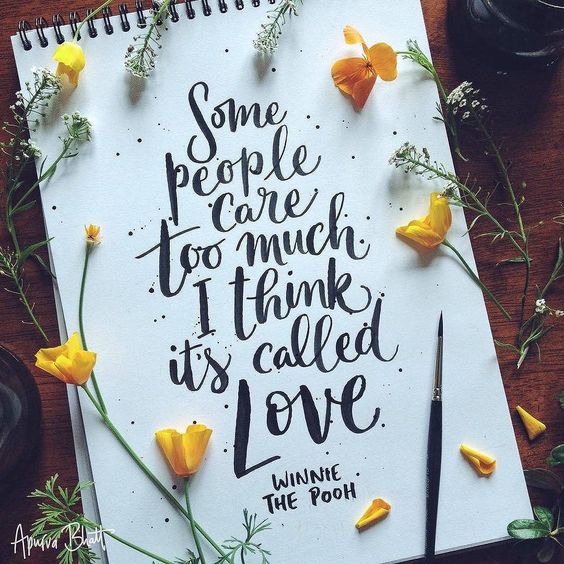 Some
people
care
too much.
I think
it's called
Love
WINNIE
THE POOH
Apurva Bhatt